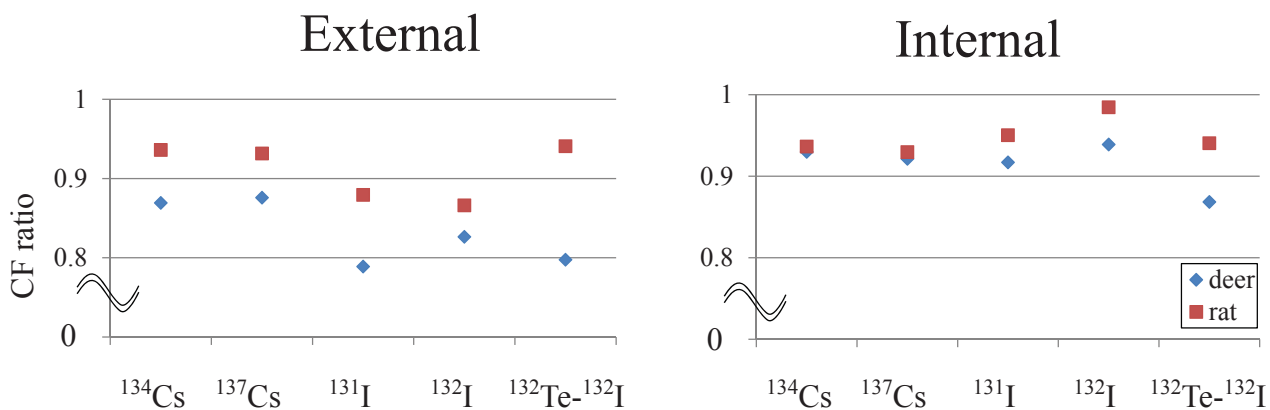 External
CF ratio
1
0.9
0.8
0
¹³⁴Cs ¹³⁷Cs ¹³¹I ¹³²I ¹³²Te-¹³²I
Internal
1
0.9
0.8
0
¹³⁴Cs ¹³⁷Cs ¹³¹I ¹³²I ¹³²Te-¹³²I
deer
rat